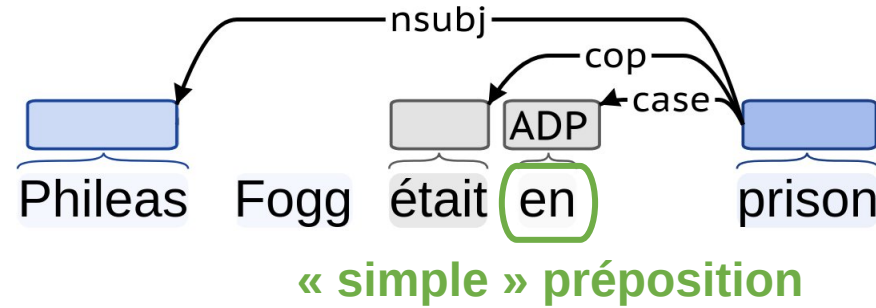 nsubj
cop
case
ADP
Phileas Fogg était en prison
« simple » préposition